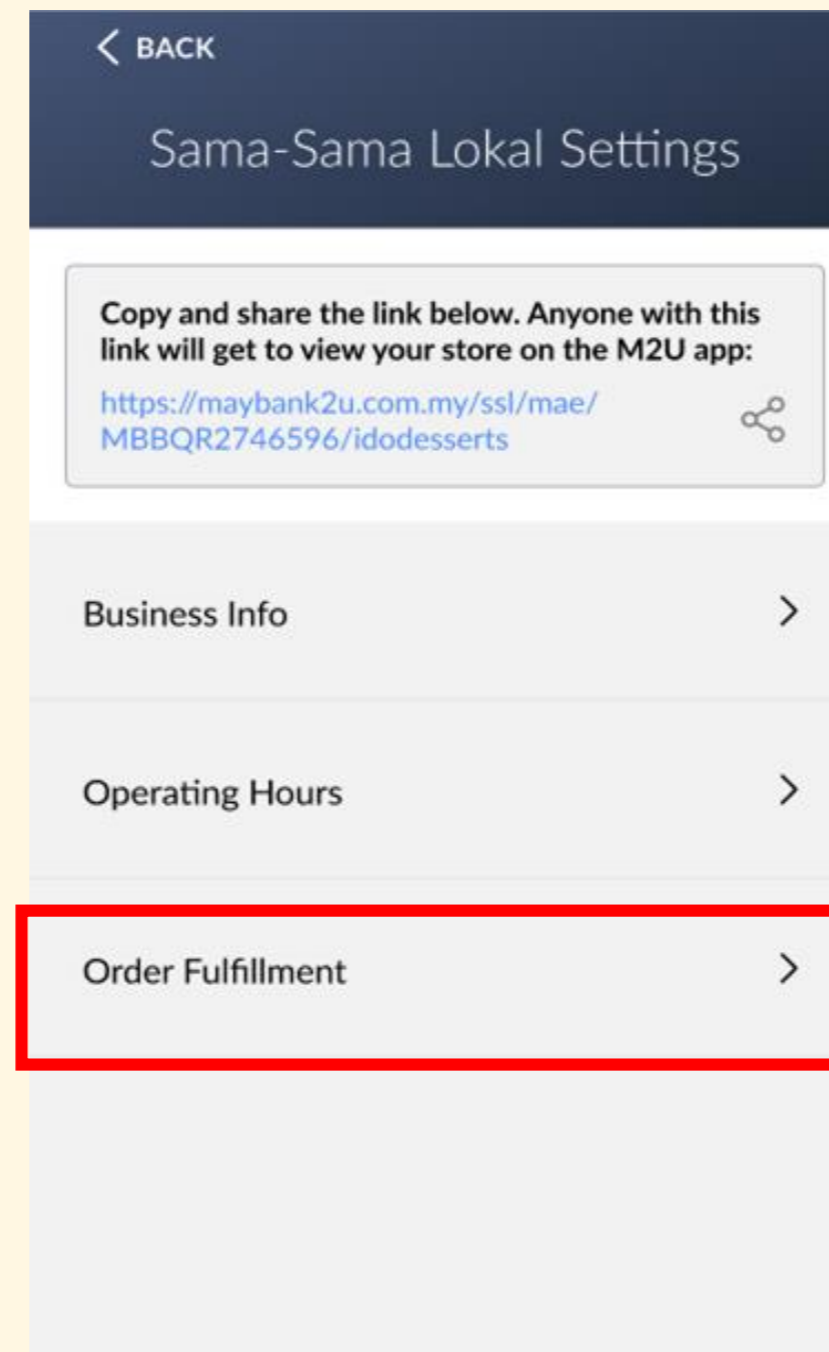 BACK
Sama-Sama Lokal Settings
Copy and share the link below. Anyone with this
link will get to view your store on the M2U app:
https://maybank2u.com.my/ssl/mae/
MBBQR2746596/idodesserts
Business Info
Operating Hours
Order Fulfillment